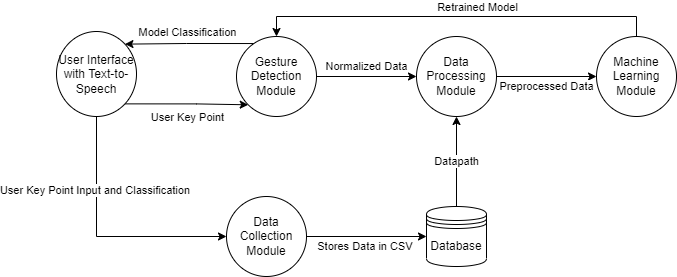 Retrained Model
Model Classification
User Interface
with Text-to-
Speech
Gesture
Detection
Module
Normalized Data
Data
Processing
Module
Preprocessed Data
Machine
Learning
Module
User Key Point
Datapath
User Key Point Input and Classification
Data
Collection
Module
Stores Data in CSV
Database